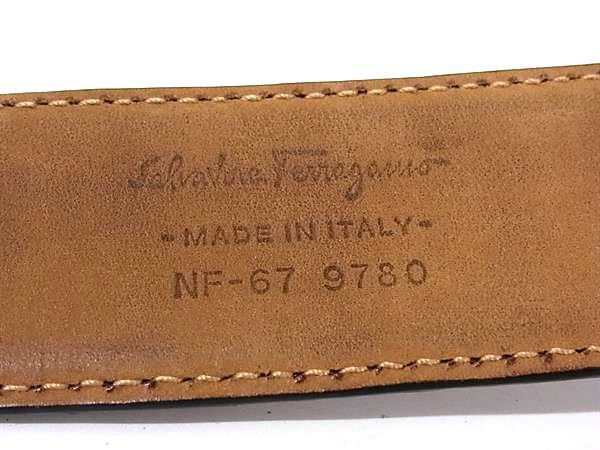 Salvatore Ferragamo
-MADE IN ITALY-
NF-67 9780